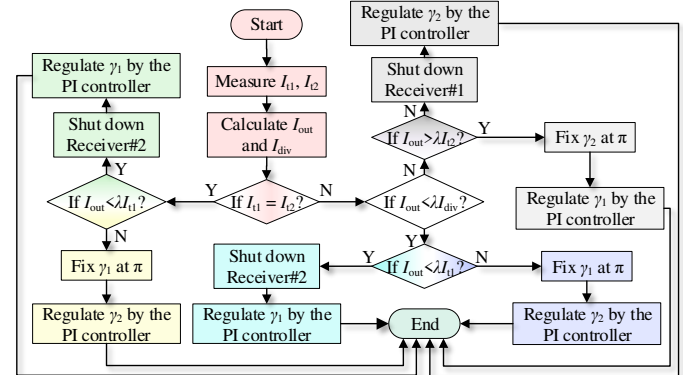 Start
Measure It1, It2
Calculate Iout
and Idiv
If It1 = It2?
Y
N
If Iout<λIt1?
Y
Shut down
Receiver#2
Regulate γ1 by the
PI controller
N
Fix γ1 at π
Regulate γ2 by the
PI controller
If Iout<λIdiv?
N
If Iout>λIt2?
N
Shut down
Receiver#1
Regulate γ2 by the
PI controller
Y
Fix γ2 at π
Regulate γ1 by the
PI controller
Y
If Iout<λIt1?
Y
Shut down
Receiver#2
Regulate γ1 by the
PI controller
N
Fix γ1 at π
Regulate γ2 by the
PI controller
End